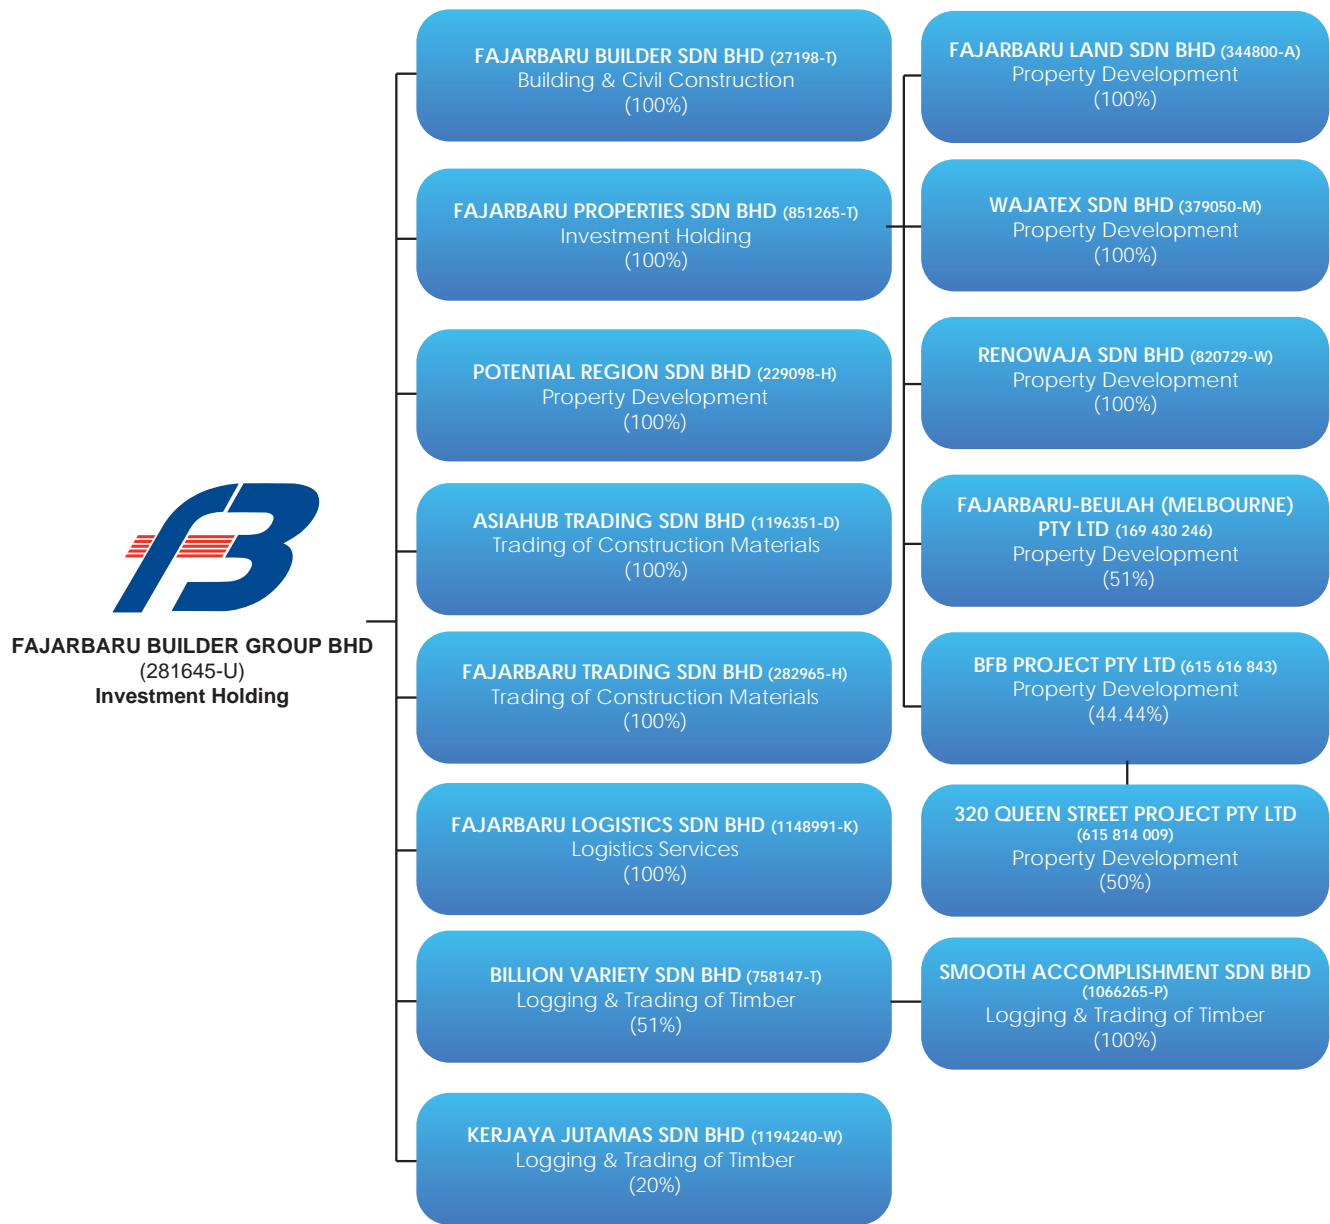 FAJARBARU BUILDER GROUP BHD
(281645-U)
Investment Holding
FAJARBARU BUILDER SDN BHD (27198-T)
Building & Civil Construction
(100%)
FAJARBARU PROPERTIES SDN BHD (851265-T)
Investment Holding
(100%)
POTENTIAL REGION SDN BHD (229098-H)
Property Development
(100%)
ASIAHUB TRADING SDN BHD (1196351-D)
Trading of Construction Materials
(100%)
FAJARBARU TRADING SDN BHD (282965-H)
Trading of Construction Materials
(100%)
FAJARBARU LOGISTICS SDN BHD (1148991-K)
Logistics Services
(100%)
BILLION VARIETY SDN BHD (758147-T)
Logging & Trading of Timber
(51%)
KERJAYA JUTAMAS SDN BHD (1194240-W)
Logging & Trading of Timber
(20%)
FAJARBARU LAND SDN BHD (344800-A)
Property Development
(100%)
WAJATEX SDN BHD (379050-M)
Property Development
(100%)
RENOWAJA SDN BHD (820729-W)
Property Development
(100%)
FAJARBARU-BEULAH (MELBOURNE)
PTY LTD (169 430 246)
Property Development
(51%)
BFB PROJECT PTY LTD (615 616 843)
Property Development
(44.44%)
320 QUEEN STREET PROJECT PTY LTD
(615 814 009)
Property Development
(50%)
SMOOTH ACCOMPLISHMENT SDN BHD
(1066265-P)
Logging & Trading of Timber
(100%)